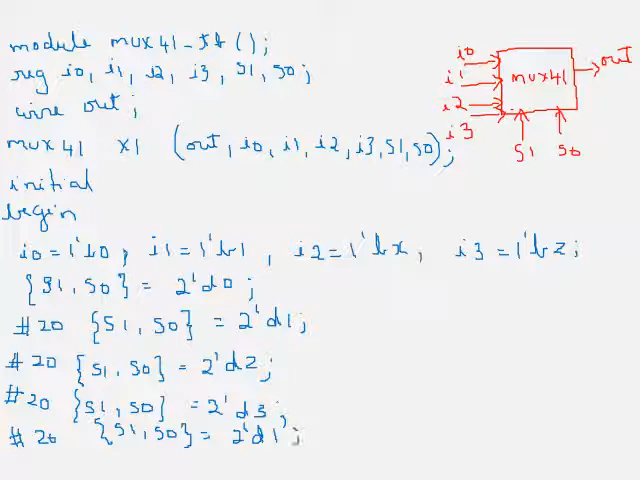 module mux41-tb();
reg i0, i1, i2, i3, s1, s0;
wire out;
mux41 x1 (out, i0, i1, i2, i3, s1, s0);
initial
begin
i0 = 1'b0, i1 = 1'b1, i2 = 1'bx, i3 = 1'bz;
{s1, s0} = 2'd0;
#20 {s1, s0} = 2'd1;
#20 {s1, s0} = 2'd2;
#20 {s1, s0} = 2'd3;
#20 {s1, s0} = 2'd1;
i0
i1
i2
i3
mux41
out
s1 s0